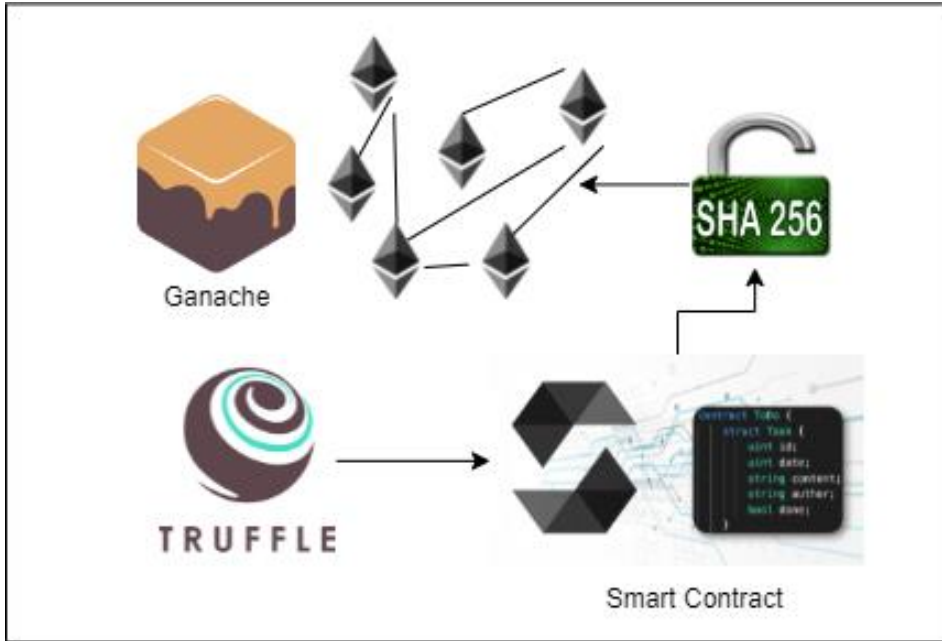 SHA 256
Ganache
TRUFFLE
contract ToDo {
struct Task {
uint id;
uint date;
string content;
string author;
bool done;
}
Smart Contract